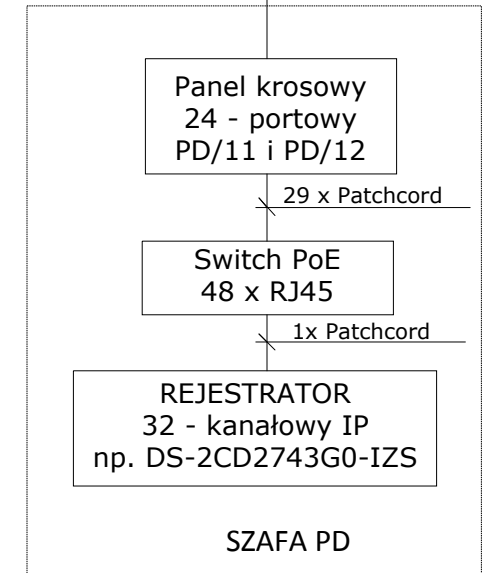 Panel krosowy
24 - portowy
PD/11 i PD/12
29 x Patchcord
Switch PoE
48 x RJ45
1x Patchcord
REJESTRATOR
32 - kanałowy IP
np. DS-2CD2743G0-IZS
SZAFA PD